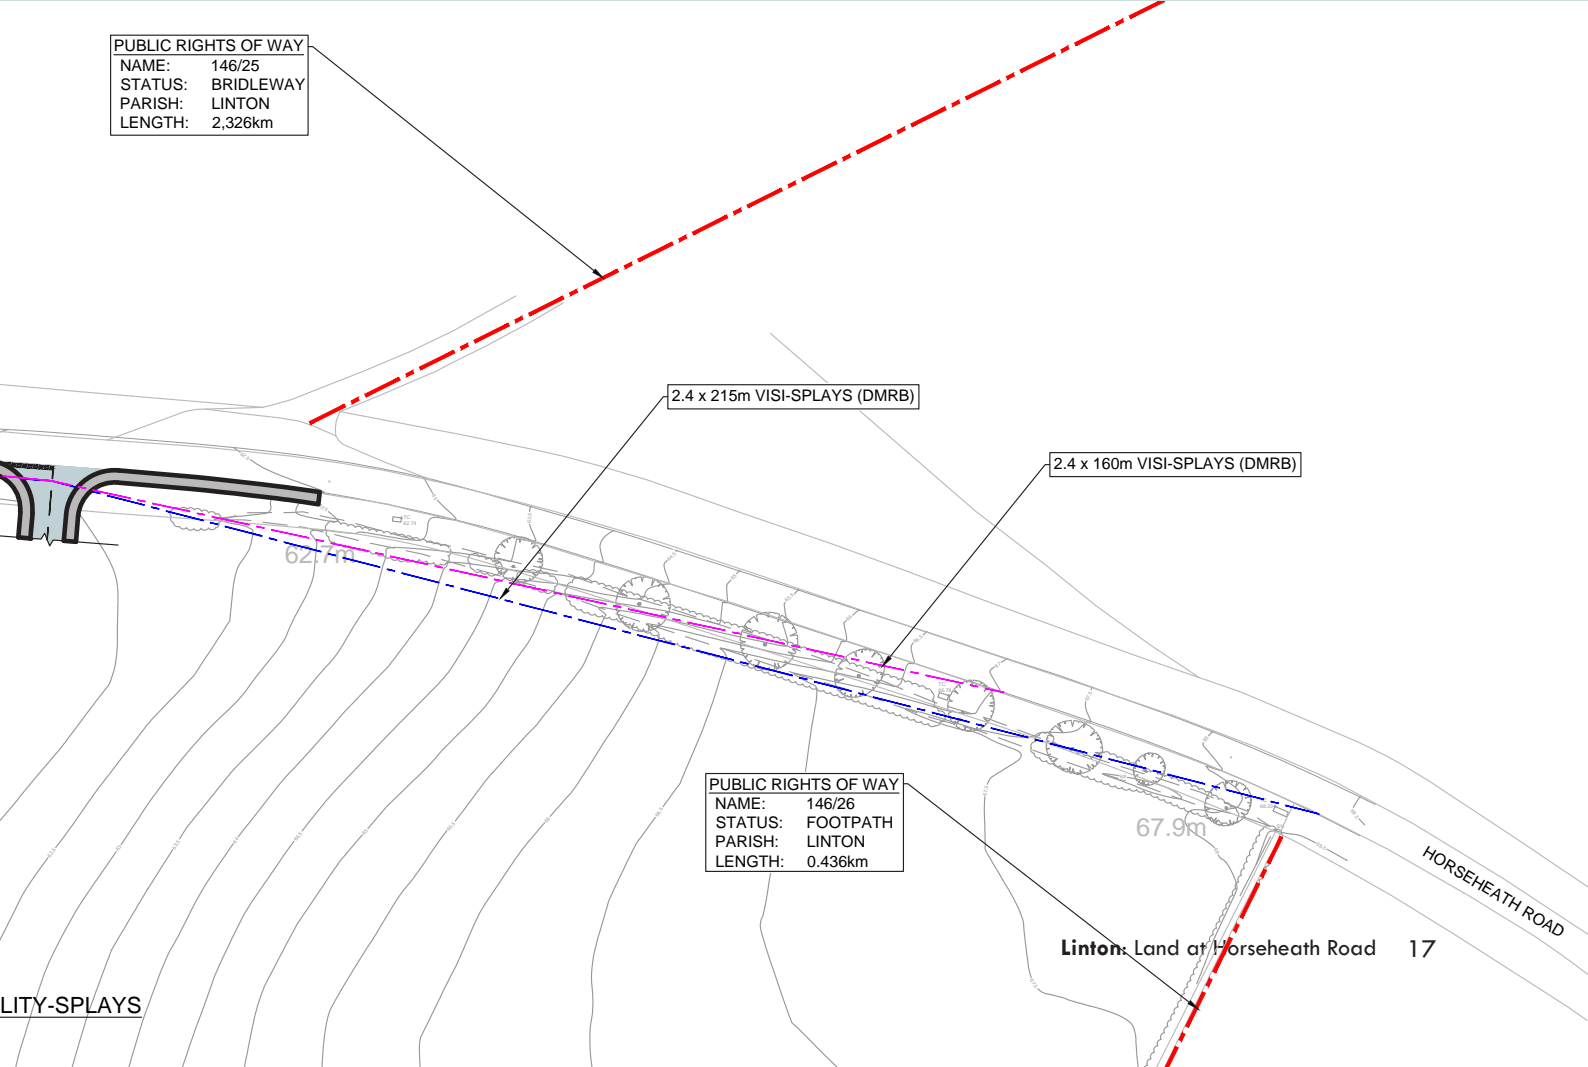 PUBLIC RIGHTS OF WAY
NAME: 146/25
STATUS: BRIDLEWAY
PARISH: LINTON
LENGTH: 2,326km
2.4 x 215m VISI-SPLAYS (DMRB)
2.4 x 160m VISI-SPLAYS (DMRB)
62.7m
PUBLIC RIGHTS OF WAY
NAME: 146/26
STATUS: FOOTPATH
PARISH: LINTON
LENGTH: 0.436km
67.9m
HORSEHEATH ROAD
Linton: Land at Horseheath Road 17
LITY-SPLAYS